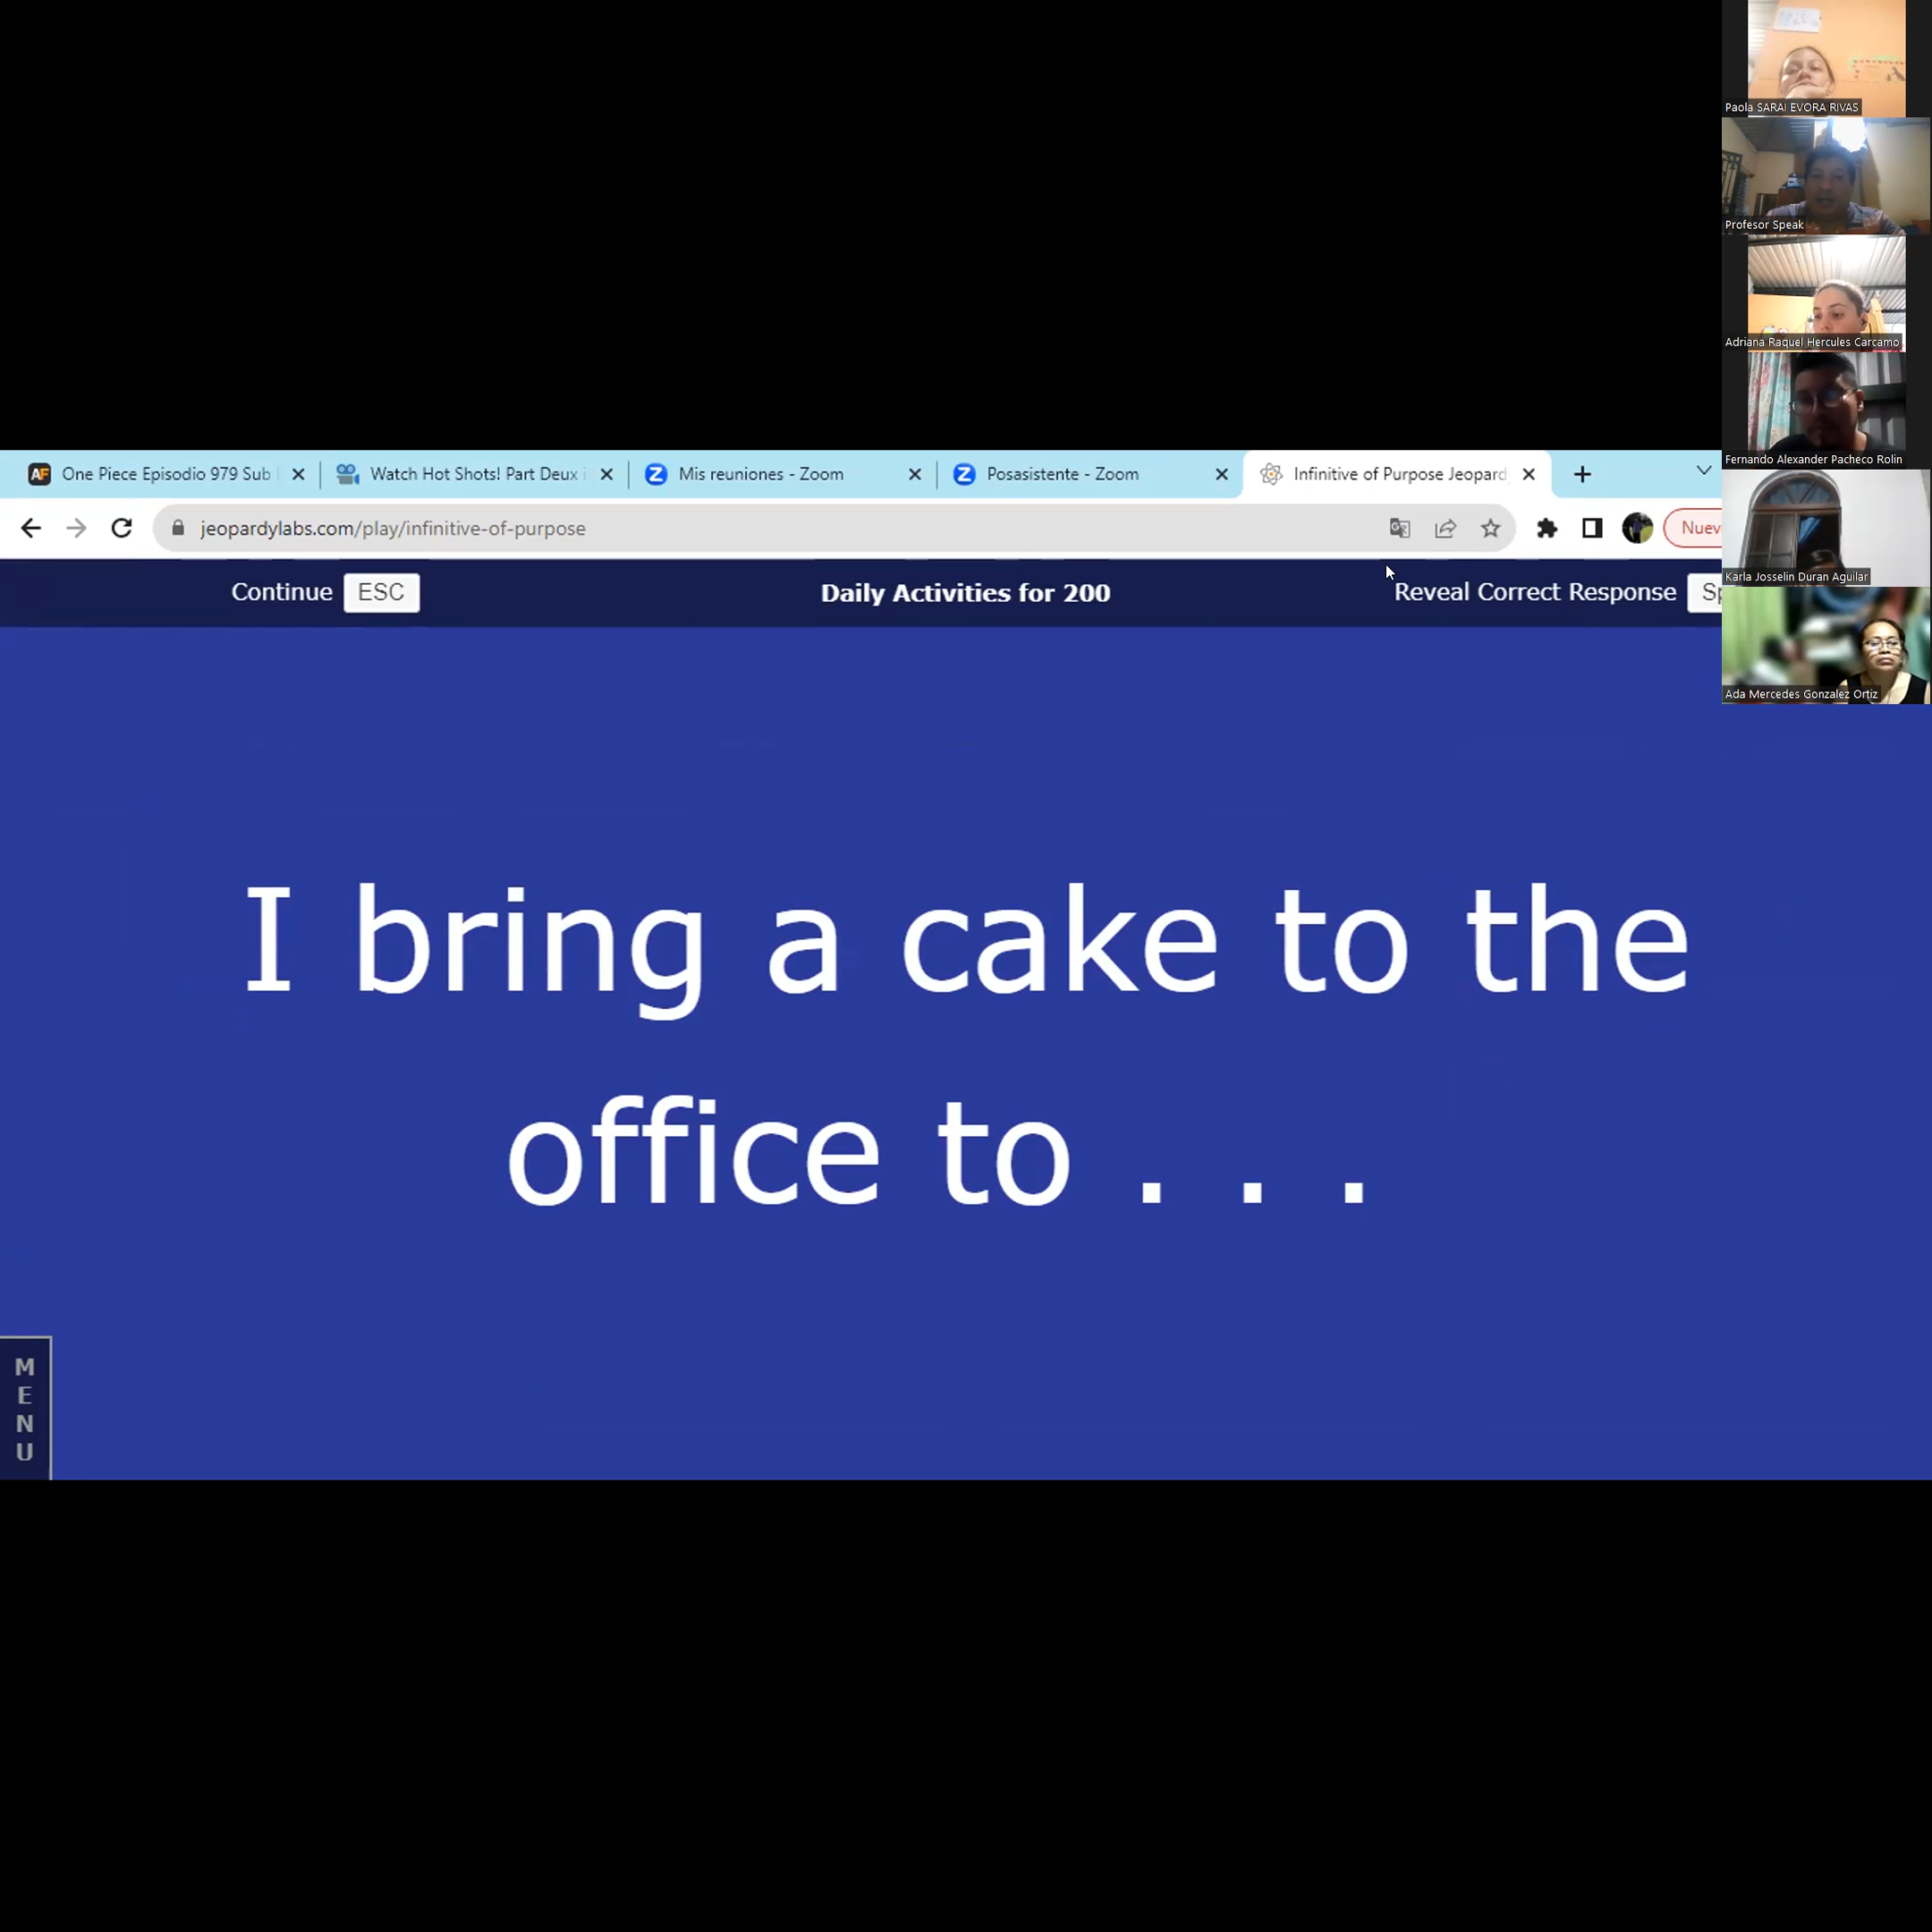 Paola SARAI EVORA RIVAS
Profesor Speak
Adriana Raquel Hercules Carcamo
Fernando Alexander Pacheco Rolin
Karla Josselin Duran Aguilar
Ada Mercedes Gonzalez Ortiz
AF One Piece Episodio 979 Sub
Watch Hot Shots! Part Deux
Z Mis reuniones - Zoom
Z Posasistente - Zoom
Infinitive of Purpose Jeopard
jeopardylabs.com/play/infinitive-of-purpose
Nuev
Continue ESC
Daily Activities for 200
Reveal Correct Response Sp
I bring a cake to the
office to . . .
MENU